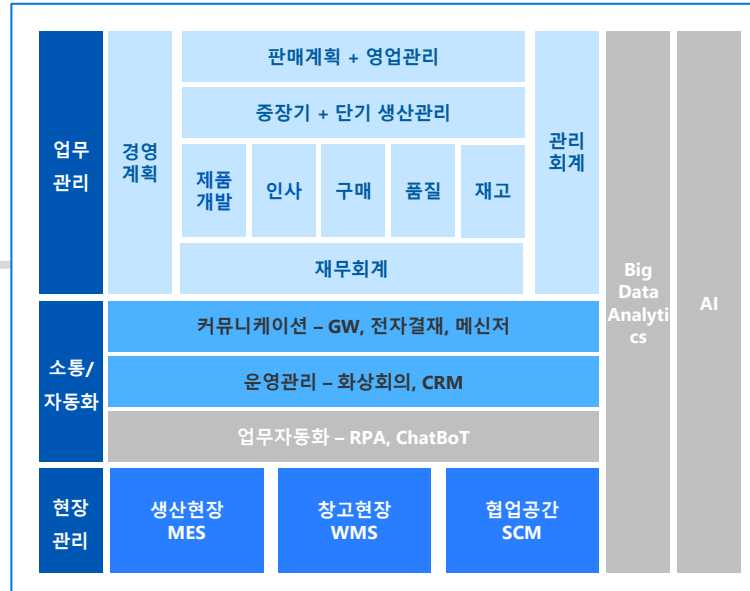 업무
관리
경영
계획
판매계획 + 영업관리
중장기 + 단기 생산관리
제품
개발
인사
구매
품질
재고
재무회계
관리
회계
Big
Data
Analyti
cs
AI
소통/
자동화
커뮤니케이션 – GW, 전자결재, 메신저
운영관리 – 화상회의, CRM
업무자동화 – RPA, ChatBoT
현장
관리
생산현장
MES
창고현장
WMS
협업공간
SCM